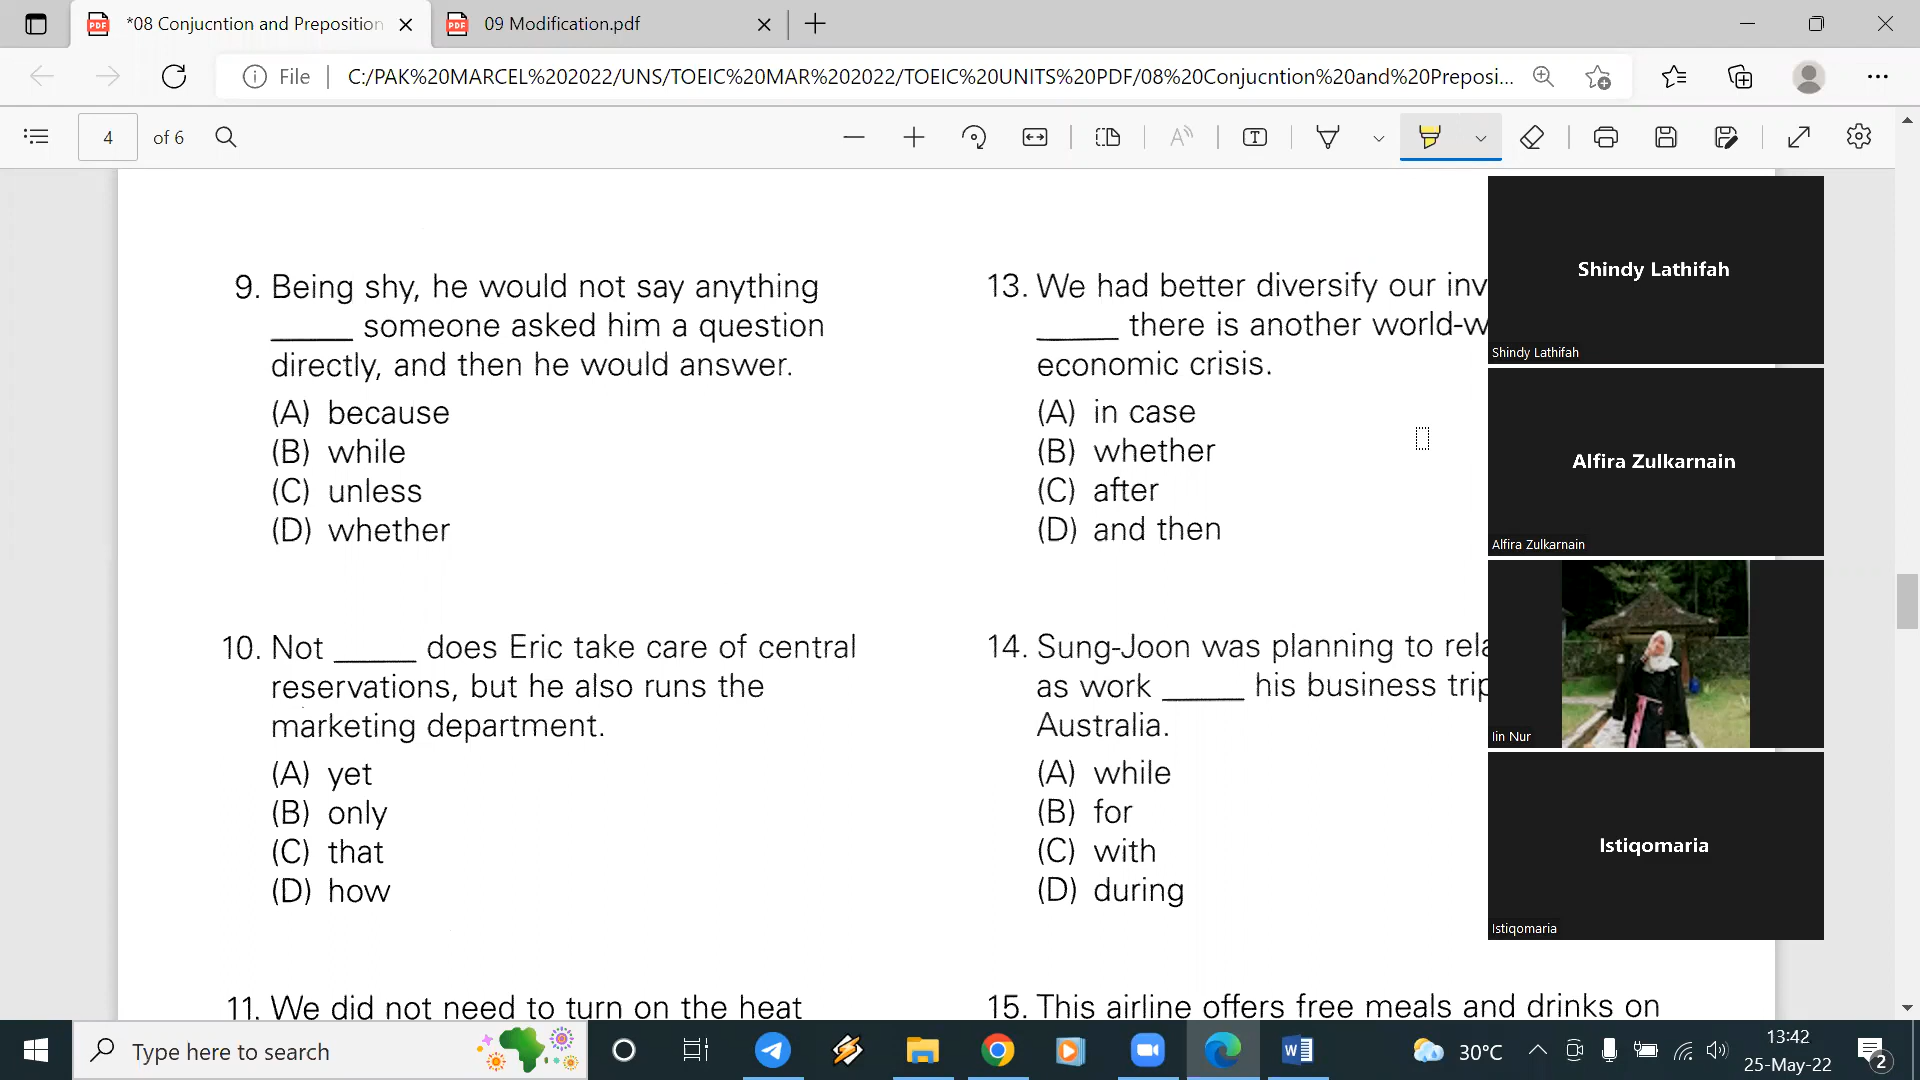 *08 Conjucntion and Preposition
09 Modification.pdf
File
C:/PAK%20MARCEL%202022/UNS/TOEIC%20MAR%202022/TOEIC%20UNITS%20PDF/08%20Conjucntion%20and%20Preposi...
4 of 6
9. Being shy, he would not say anything
_____ someone asked him a question
directly, and then he would answer.
(A) because
(B) while
(C) unless
(D) whether
10. Not _____ does Eric take care of central
reservations, but he also runs the
marketing department.
(A) yet
(B) only
(C) that
(D) how
11. We did not need to turn on the heat
13. We had better diversify our inv
_____ there is another world-w
economic crisis.
(A) in case
(B) whether
(C) after
(D) and then
14. Sung-Joon was planning to rela
as work _____ his business trip
Australia.
(A) while
(B) for
(C) with
(D) during
15. This airline offers free meals and drinks on
Shindy Lathifah
Shindy Lathifah
Alfira Zulkarnain
Alfira Zulkarnain
Iin Nur
Istiqomaria
Istiqomaria
Type here to search
30°C
13:42
25-May-22
2